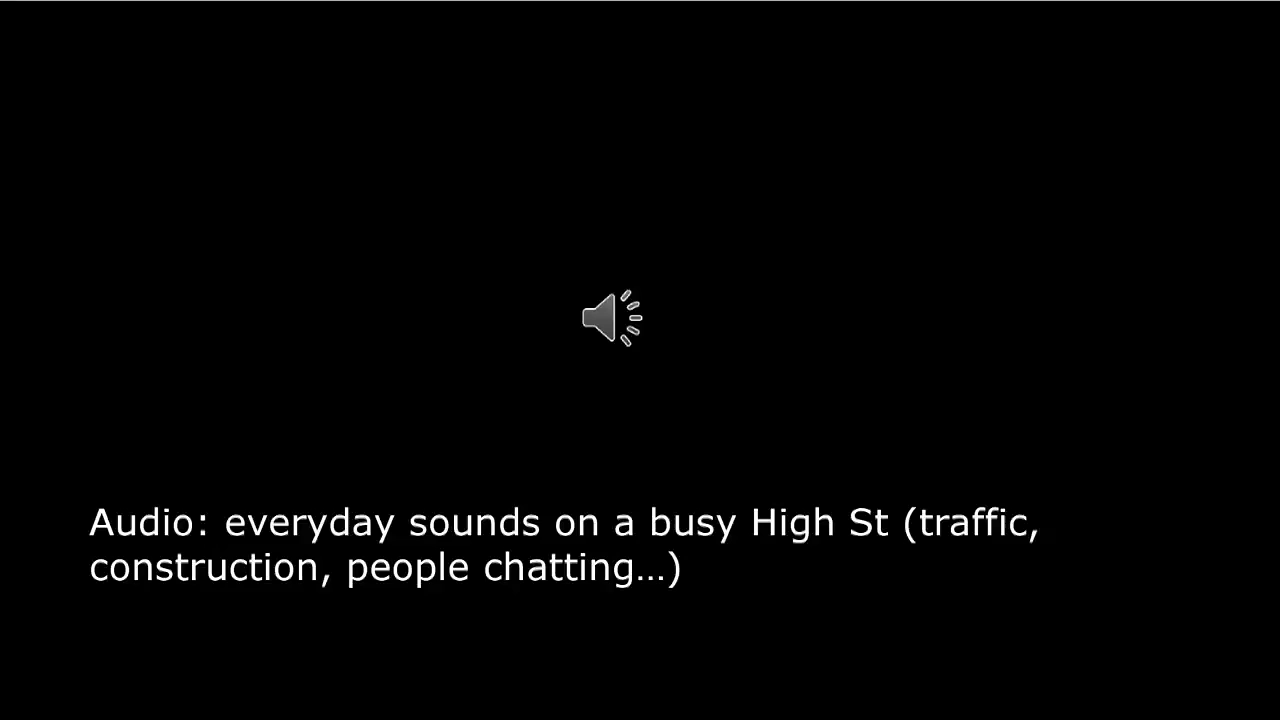 Audio: everyday sounds on a busy High St (traffic,
construction, people chatting…)